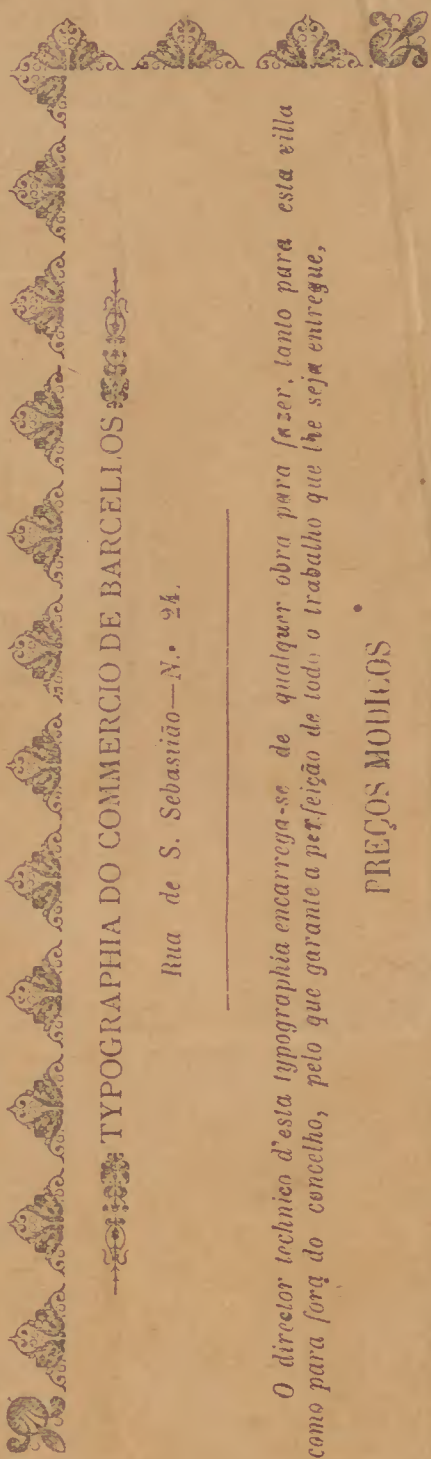 TYPOGRAPHIA DO COMMERCIO DE BARCELLOS
Rua de S. Sebastião—N.º 24.
O director technico d'esta typographia encarrega-se de qualquer obra para fazer, tanto para esta villa
como para fora do concelho, pelo que garante a perfeição de todo o trabalho que lhe seja entregue,
PREÇOS MODICOS